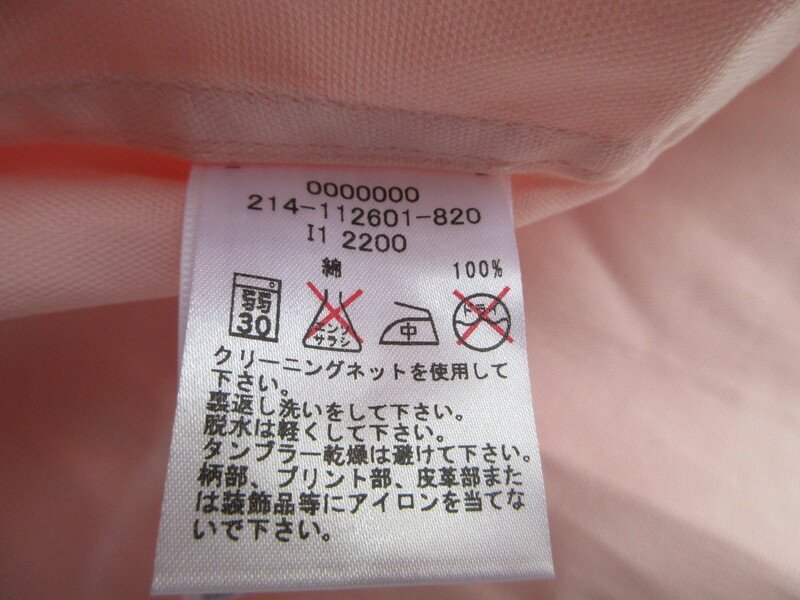 0000000
214-112601-820
I1 2200
綿 100%
弱 30 エンソ サラシ 中 ドライ
クリーニングネットを使用して
下さい。
裏返し洗いをして下さい。
脱水は軽くして下さい。
タンブラー乾燥は避けて下さい。
柄部、プリント部、皮革部また
は装飾品等にアイロンを当てな
いで下さい。